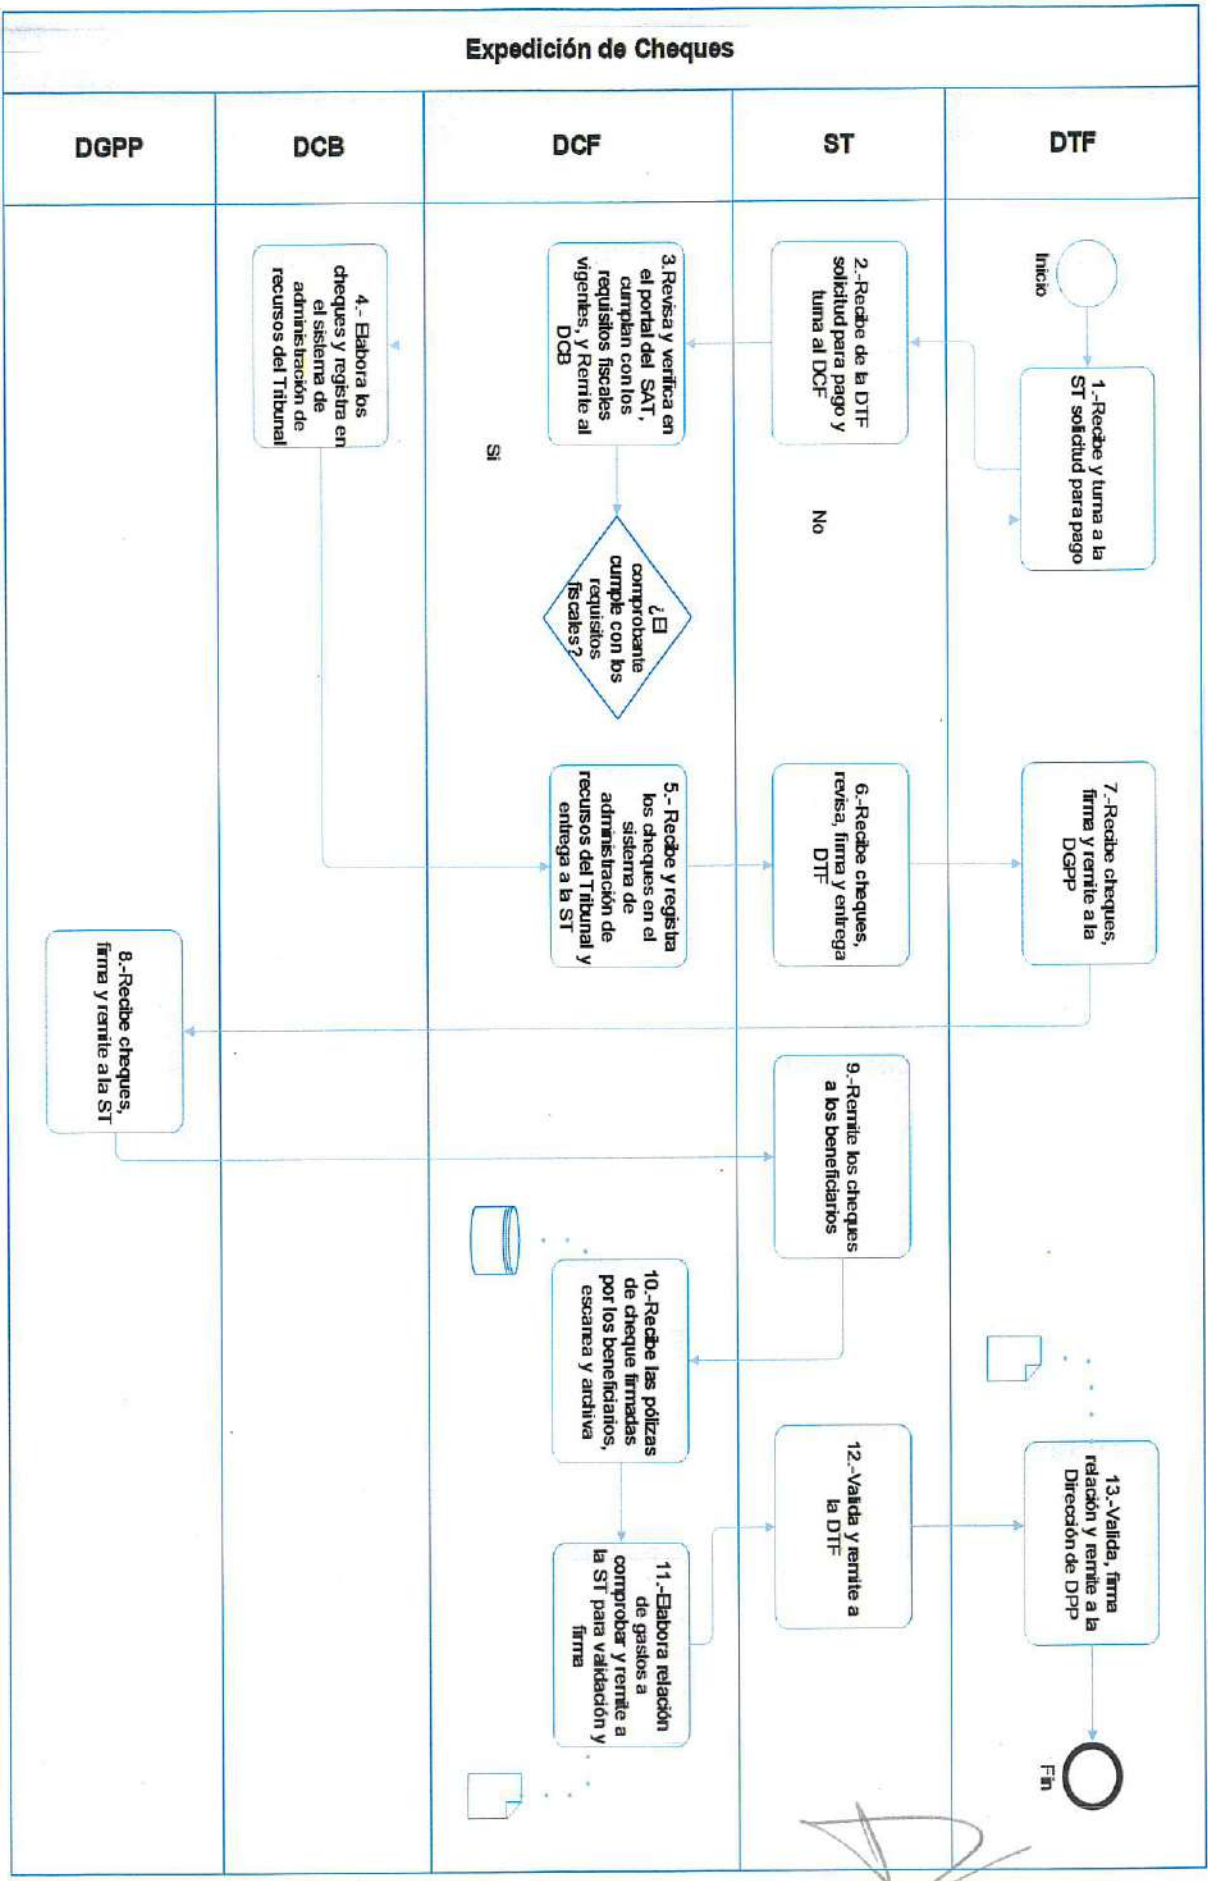 Expedición de Cheques
DTF
ST
DCF
DCB
DGPP
Inicio
1.-Recibe y turna a la
ST solicitud para pago
2.-Recibe de la DTF
solicitud para pago y
turna al DCF
3.Revisa y verifica en
el portal del SAT,
cumplan con los
requisitos fiscales
vigentes, y Remite al
DCB
¿El
comprobante
cumple con los
requisitos
fiscales?
No
Si
4.- Elabora los
cheques y registra en
el sistema de
administración de
recursos del Tribunal
5.- Recibe y registra
los cheques en el
sistema de
administración de
recursos del Tribunal y
entrega a la ST
6.-Recibe cheques,
revisa, firma y entrega
DTF
7.-Recibe cheques,
firma y remite a la
DGPP
8.-Recibe cheques,
firma y remite a la ST
9.-Remite los cheques
a los beneficiarios
10.-Recibe las pólizas
de cheque firmadas
por los beneficiarios,
escanea y archiva
11.-Elabora relación
de gastos a
comprobar y remite a
la ST para validación y
firma
12.-Valida y remite a
la DTF
13.-Valida, firma
relación y remite a la
Dirección de DPP
Fin